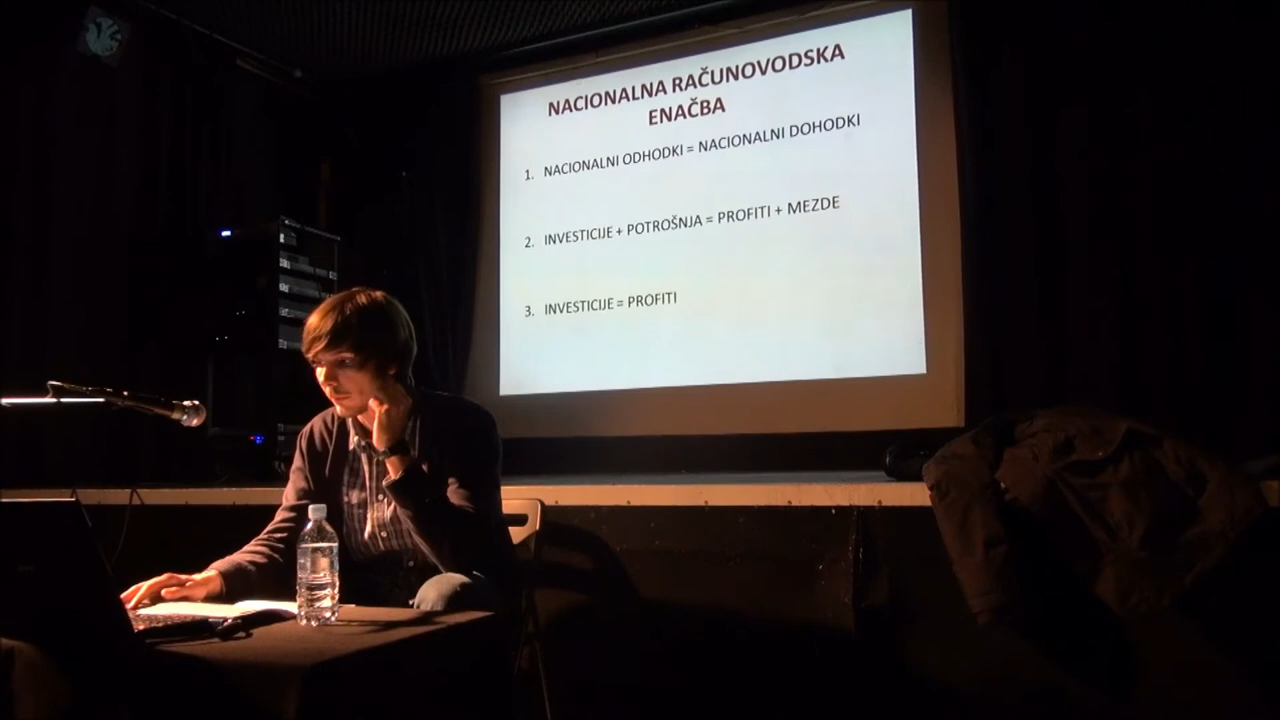 NACIONALNA RAČUNOVODSKA
ENAČBA
1. NACIONALNI ODHODKI = NACIONALNI DOHODKI
2. INVESTICIJE + POTROŠNJA = PROFITI + MEZDE
3. INVESTICIJE = PROFITI